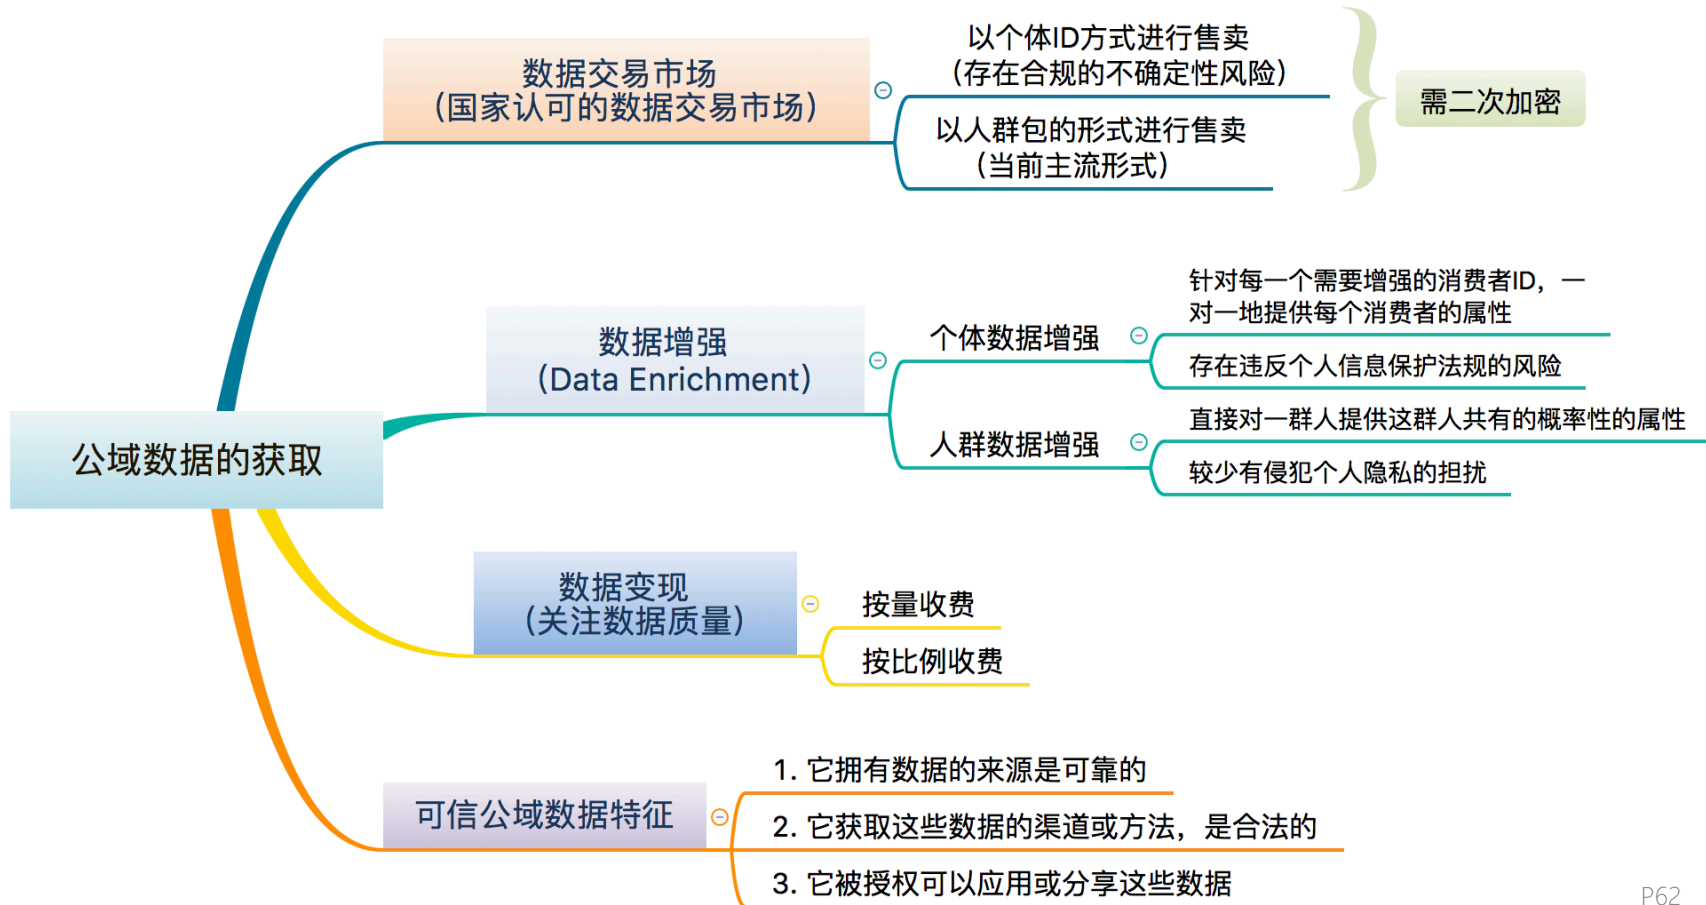 数据交易市场
（国家认可的数据交易市场）
以个体ID方式进行售卖
（存在合规的不确定性风险）
以人群包的形式进行售卖
（当前主流形式）
需二次加密
数据增强
（Data Enrichment）
个体数据增强
针对每一个需要增强的消费者ID，一
对一地提供每个消费者的属性
存在违反个人信息保护法规的风险
人群数据增强
直接对一群人提供这群人共有的概率性的属性
较少有侵犯个人隐私的担扰
公域数据的获取
数据变现
（关注数据质量）
按量收费
按比例收费
可信公域数据特征
1. 它拥有数据的来源是可靠的
2. 它获取这些数据的渠道或方法，是合法的
3. 它被授权可以应用或分享这些数据
P62